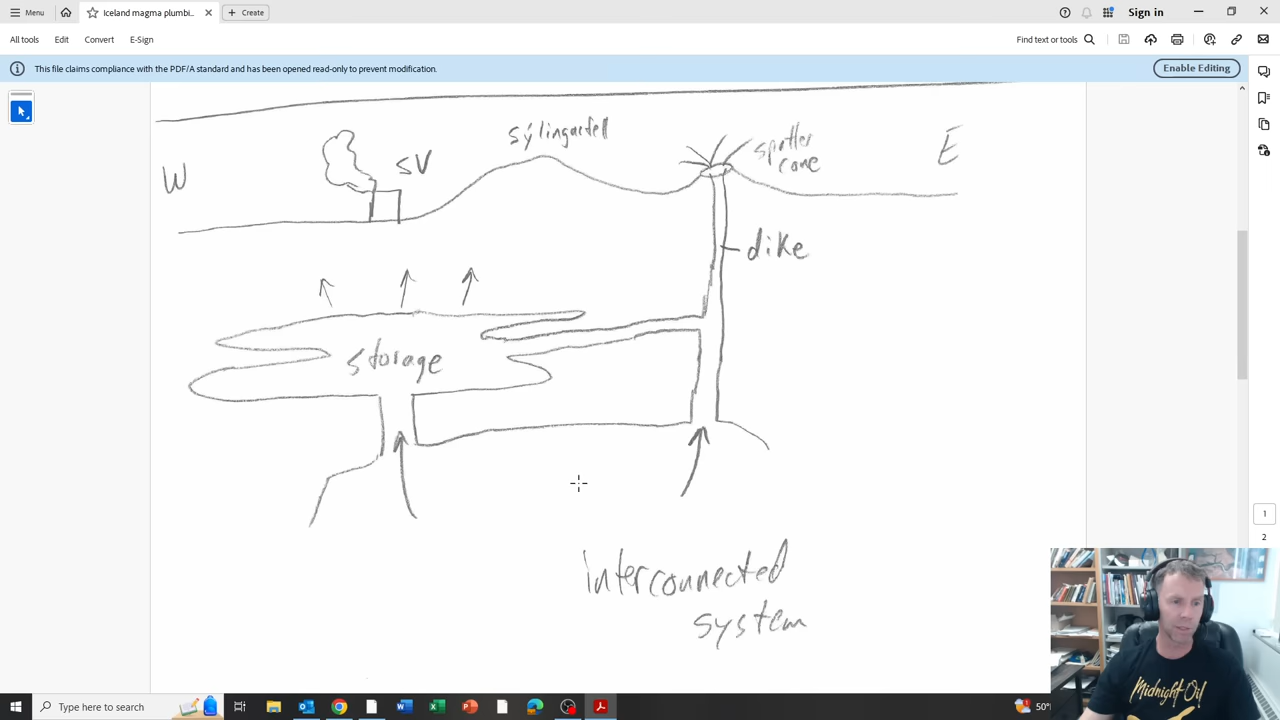 Menu
Iceland magma plumbi...
Create
Sign in
All tools
Edit
Convert
E-Sign
Find text or tools
This file claims compliance with the PDF/A standard and has been opened read-only to prevent modification.
Enable Editing
W
SV
sýlingarfell
spatter
cone
E
dike
storage
interconnected
system
1
2
Midnight Oil
Type here to search
50°